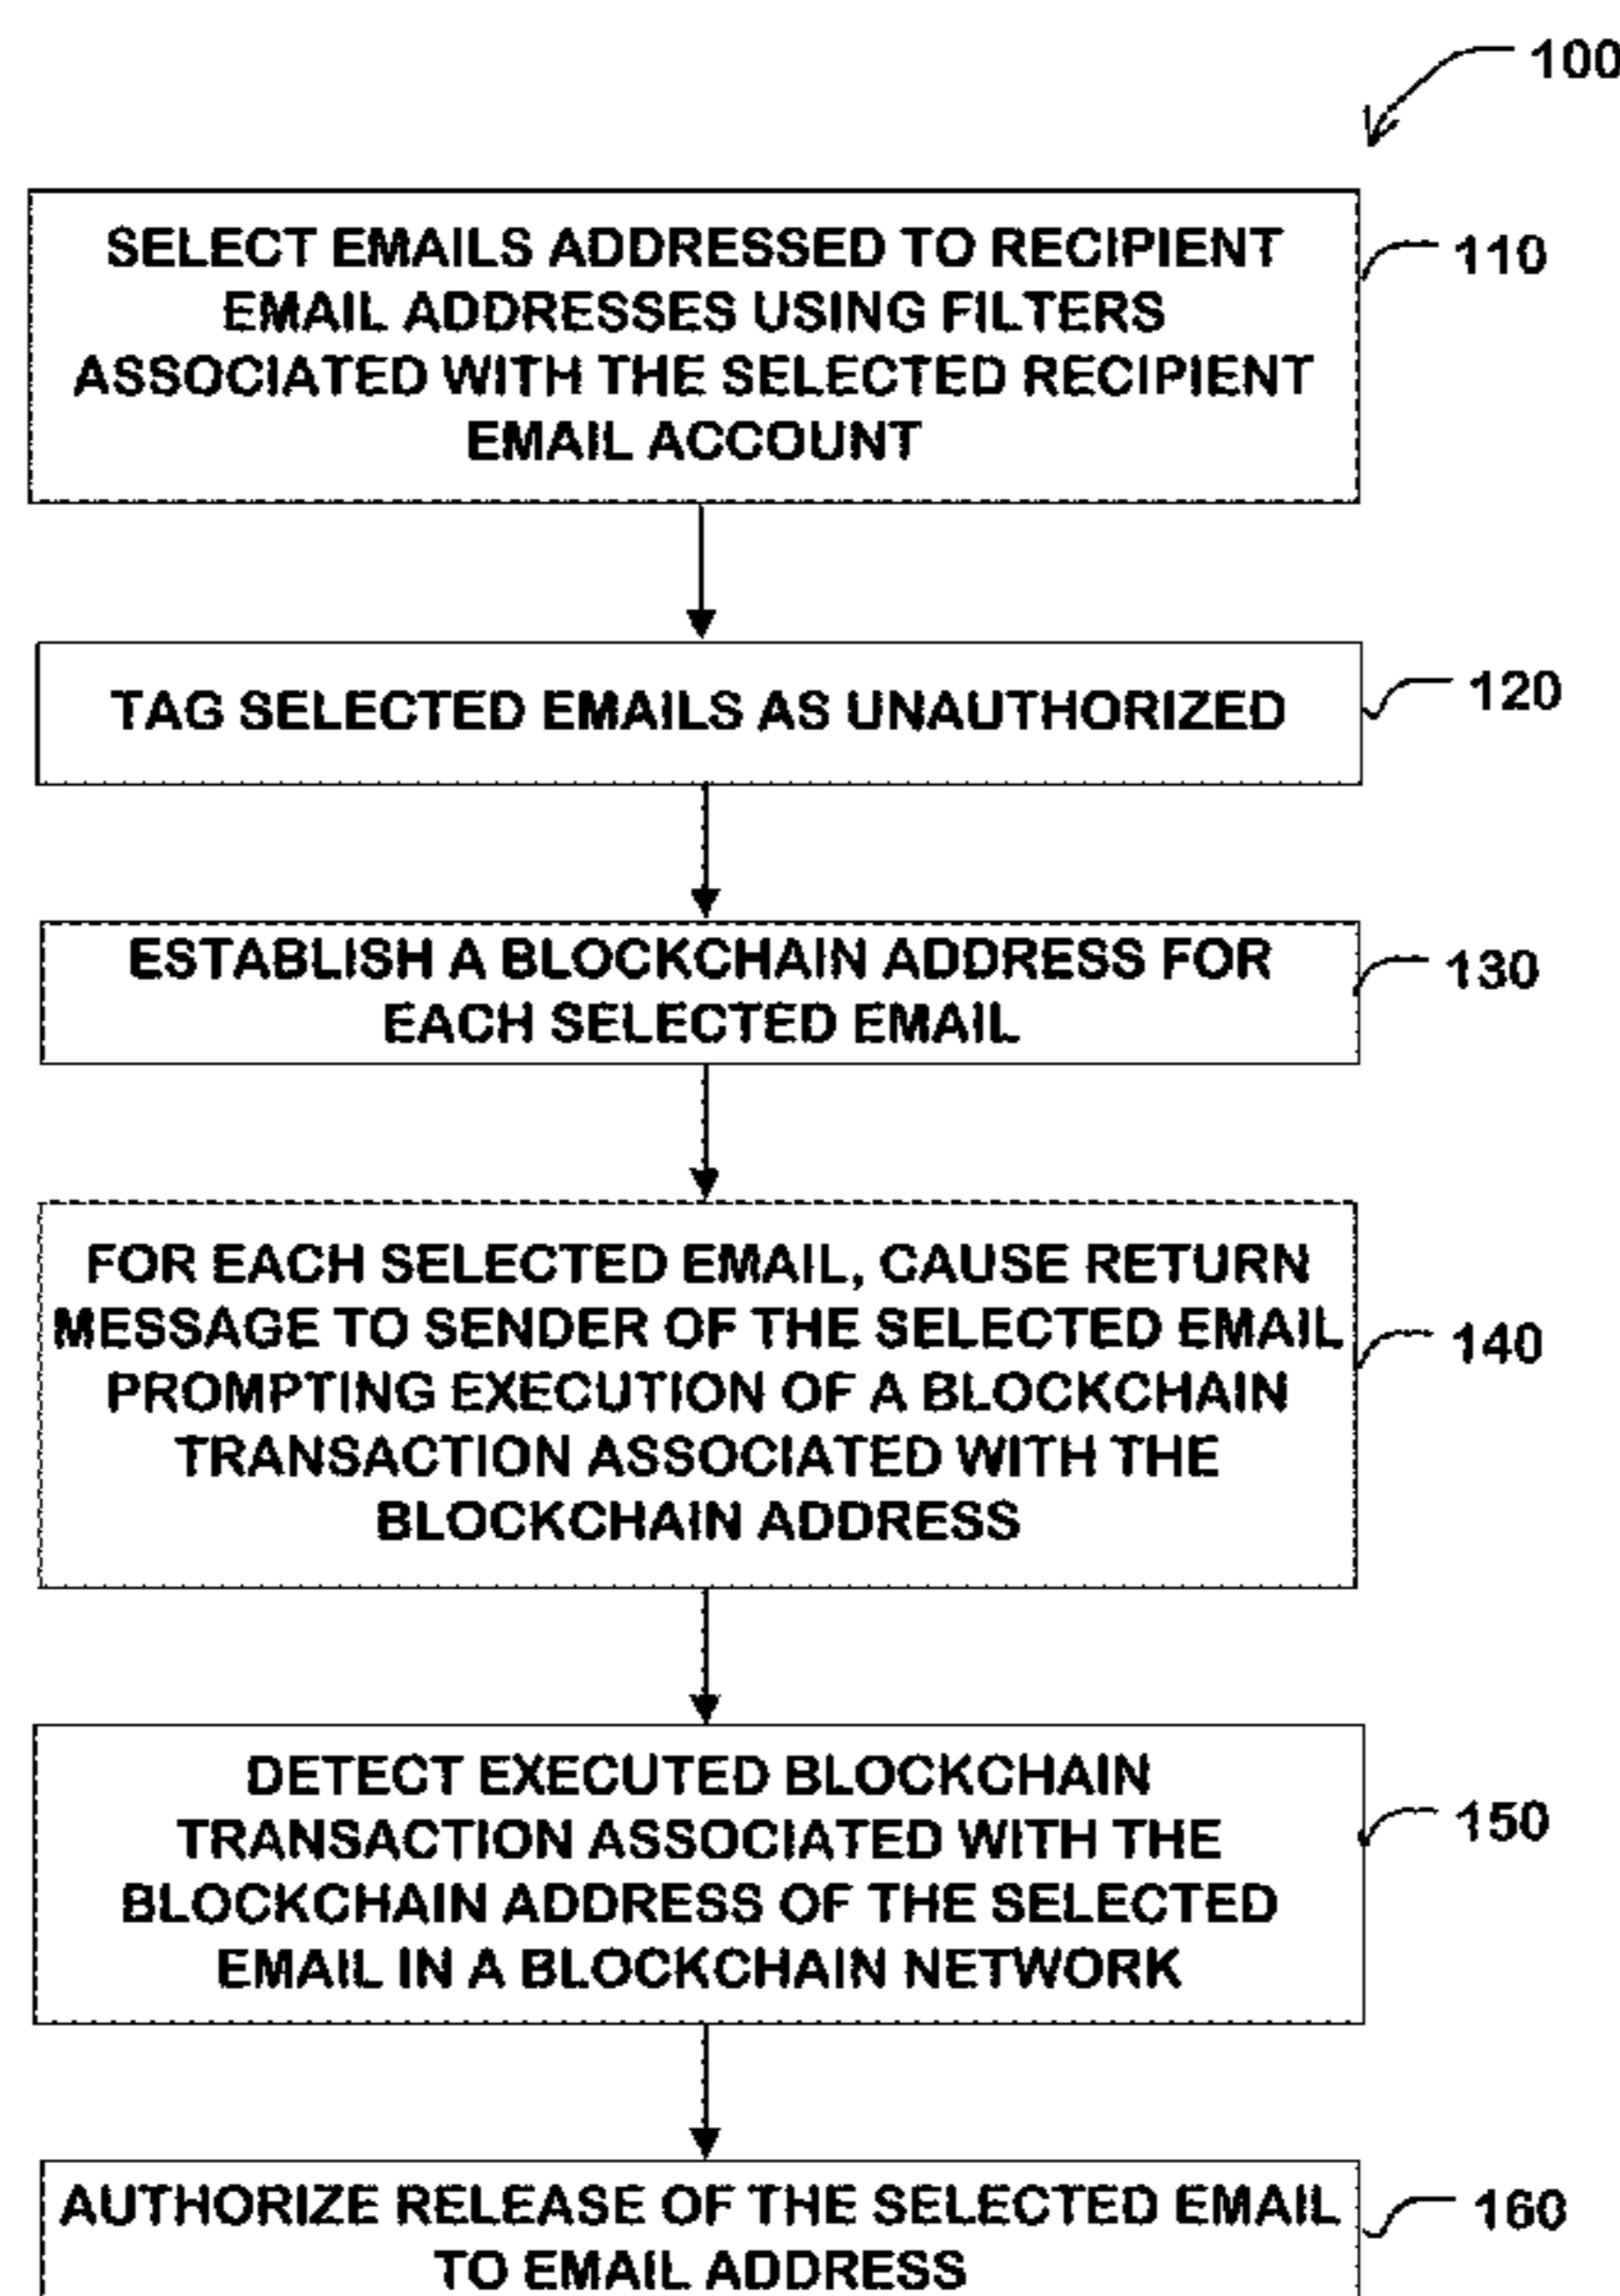 100
SELECT EMAILS ADDRESSED TO RECIPIENT
EMAIL ADDRESSES USING FILTERS
ASSOCIATED WITH THE SELECTED RECIPIENT
EMAIL ACCOUNT
110
TAG SELECTED EMAILS AS UNAUTHORIZED
120
ESTABLISH A BLOCKCHAIN ADDRESS FOR
EACH SELECTED EMAIL
130
FOR EACH SELECTED EMAIL, CAUSE RETURN
MESSAGE TO SENDER OF THE SELECTED EMAIL
PROMPTING EXECUTION OF A BLOCKCHAIN
TRANSACTION ASSOCIATED WITH THE
BLOCKCHAIN ADDRESS
140
DETECT EXECUTED BLOCKCHAIN
TRANSACTION ASSOCIATED WITH THE
BLOCKCHAIN ADDRESS OF THE SELECTED
EMAIL IN A BLOCKCHAIN NETWORK
150
AUTHORIZE RELEASE OF THE SELECTED EMAIL
TO EMAIL ADDRESS
160